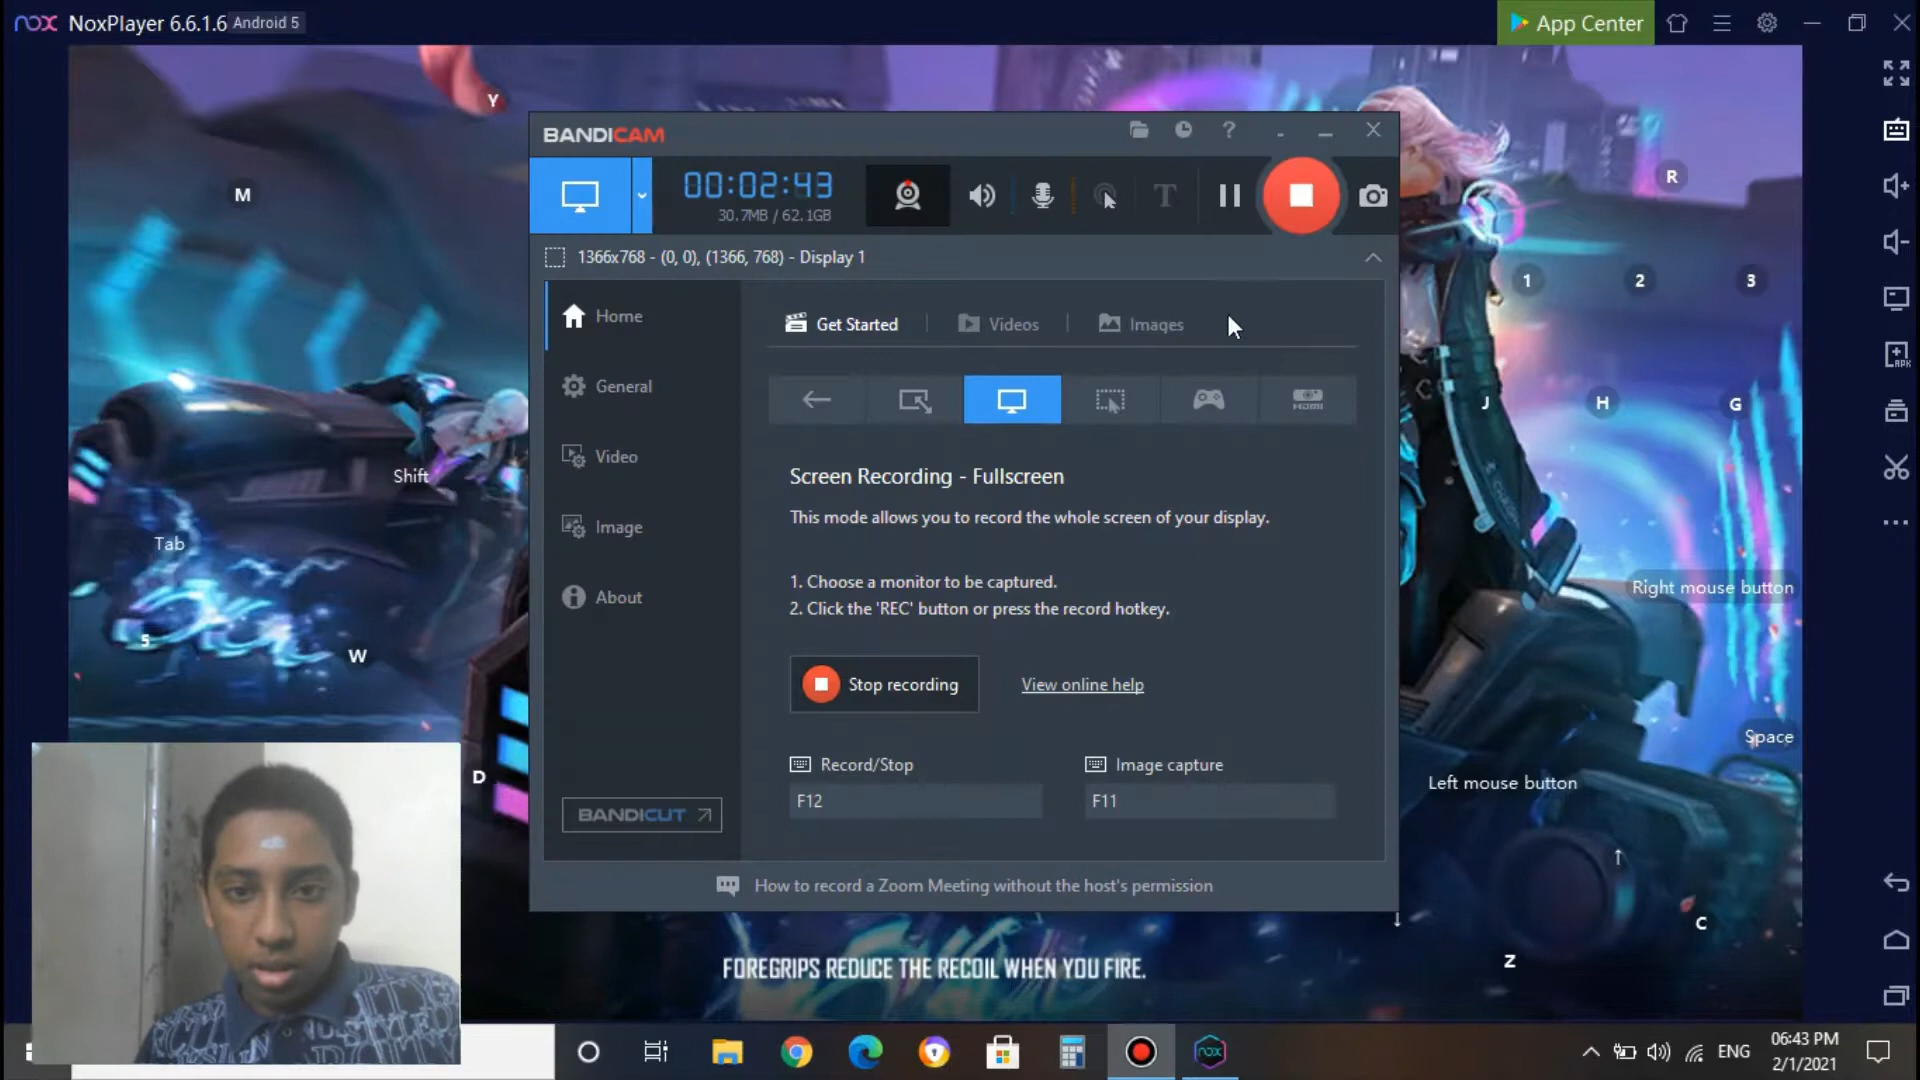 nox NoxPlayer 6.6.1.6 Android 5
App Center
Y
M
R
BANDICAM
?
00:02:43
30.7MB / 62.1GB
T
1366x768 - (0, 0), (1366, 768) - Display 1
1
2
3
Home
Get Started
Videos
Images
General
HDMI
J
H
G
APK
Video
Screen Recording - Fullscreen
Shift
This mode allows you to record the whole screen of your display.
Image
Tab
1. Choose a monitor to be captured.
2. Click the 'REC' button or press the record hotkey.
About
Right mouse button
5
W
Stop recording
View online help
Space
D
Record/Stop
Image capture
Left mouse button
F12
F11
BANDICUT
How to record a Zoom Meeting without the host's permission
C
Z
FOREGRIPS REDUCE THE RECOIL WHEN YOU FIRE.
nox
ENG
06:43 PM
2/1/2021